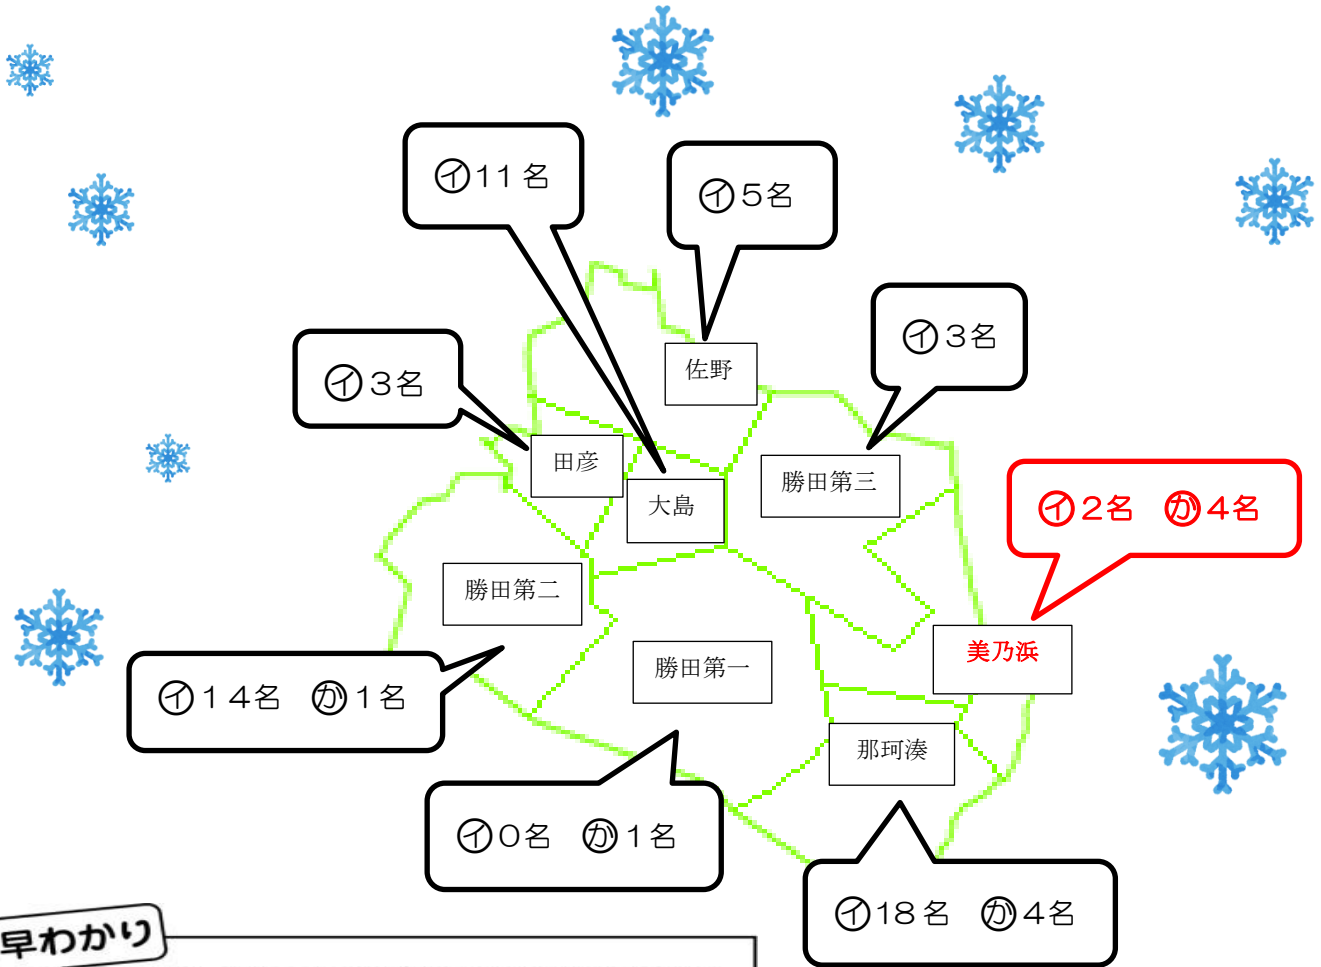 ㋑11名
㋑5名
㋑3名
㋑3名
佐野
田彦
勝田第三
大島
㋑2名 ㋕4名
勝田第二
美乃浜
勝田第一
㋑14名 ㋕1名
那珂湊
㋑0名 ㋕1名
㋑18名 ㋕4名
早わかり